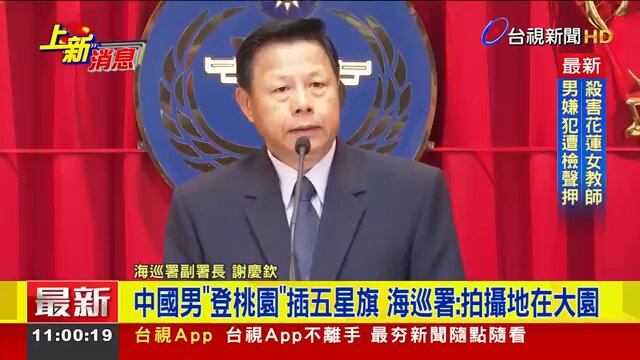 上新
消息
台視新聞HD
最新
殺害花蓮女教師
男嫌犯遭檢聲押
海巡署副署長 謝慶欽
最新
中國男"登桃園"插五星旗 海巡署:拍攝地在大園
11:00:19
台視App 台視App不離手 最夯新聞隨點隨看